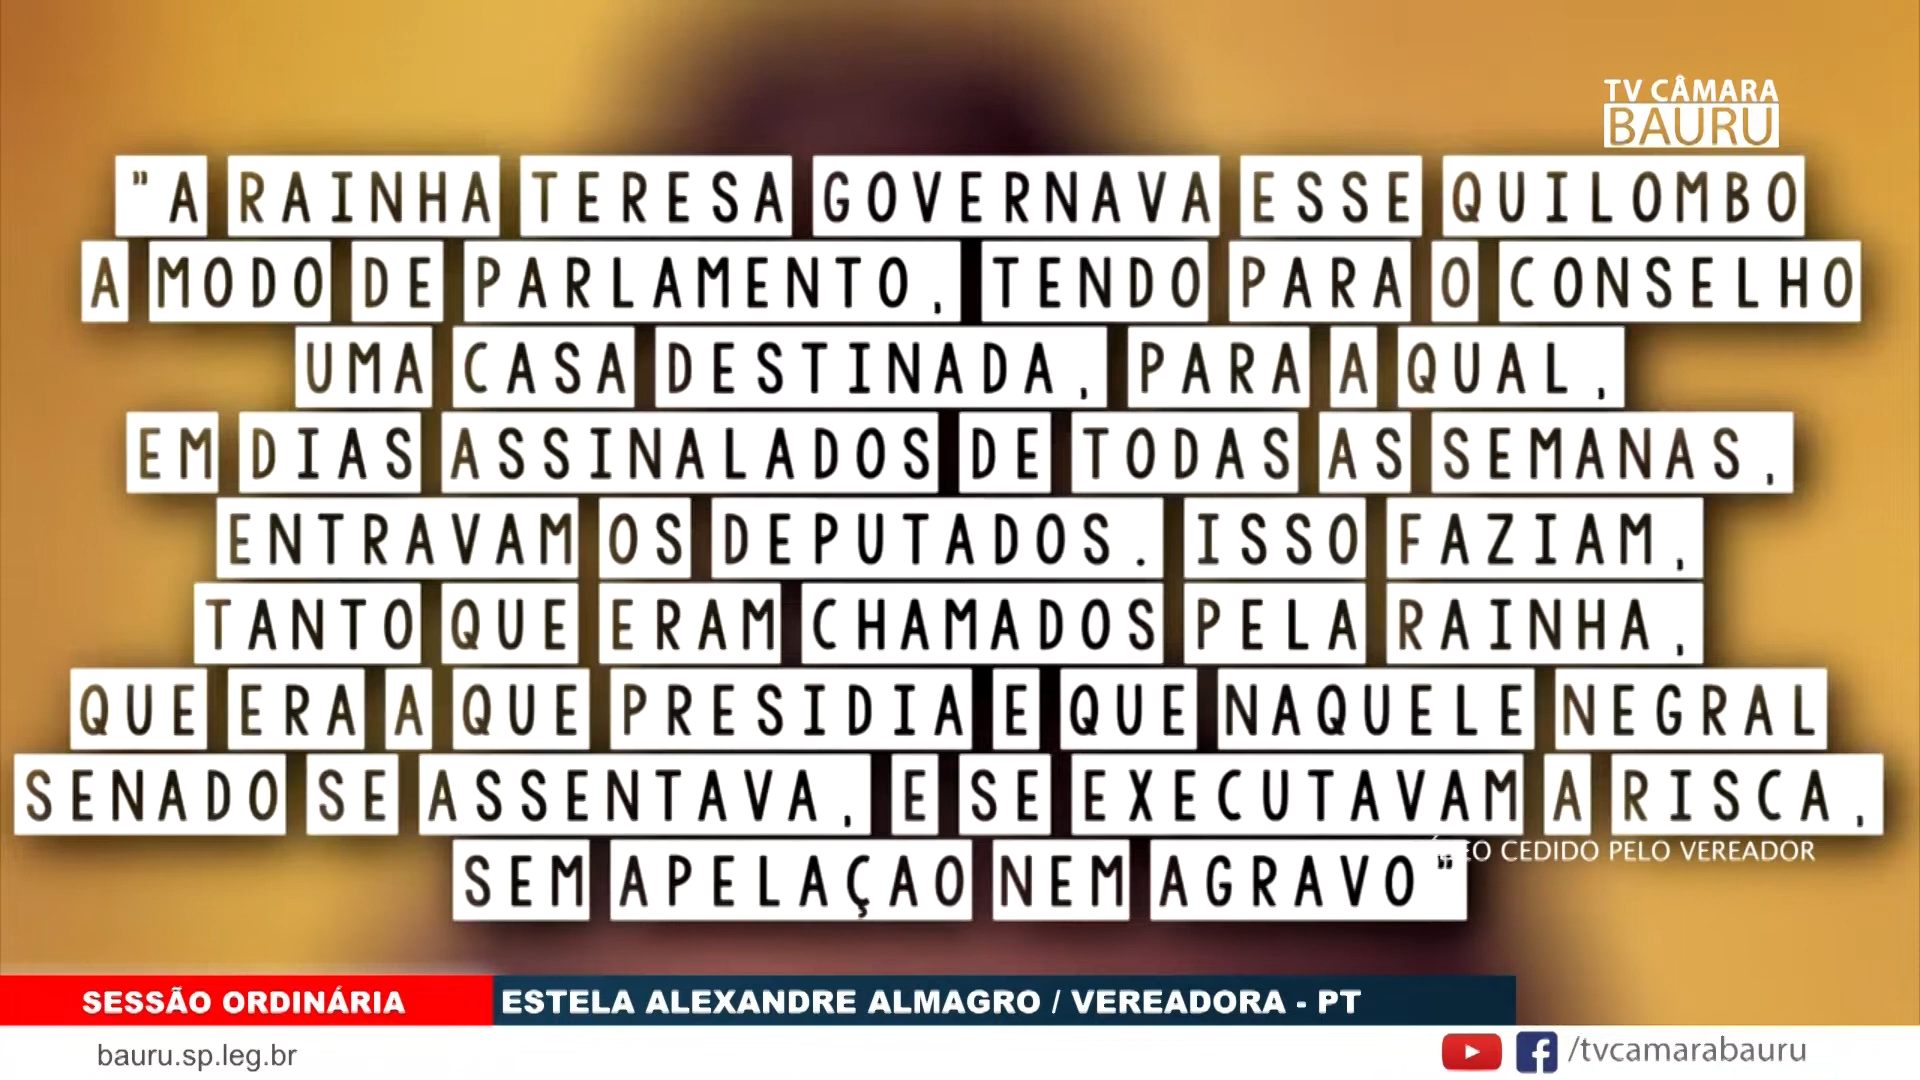 TV CÂMARA
BAURU
"A RAINHA TERESA GOVERNAVA ESSE QUILOMBO
A MODO DE PARLAMENTO, TENDO PARA O CONSELHO
UMA CASA DESTINADA, PARA A QUAL,
EM DIAS ASSINALADOS DE TODAS AS SEMANAS,
ENTRAVAM OS DEPUTADOS. ISSO FAZIAM,
TANTO QUE ERAM CHAMADOS PELA RAINHA,
QUE ERA A QUE PRESIDIA E QUE NAQUELE NEGRAL
SENADO SE ASSENTAVA, E SE EXECUTAVAM A RISCA,
SEM APELAÇAO NEM AGRAVO"
CEDIDO PELO VEREADOR
SESSÃO ORDINÁRIA
ESTELA ALEXANDRE ALMAGRO / VEREADORA - PT
bauru.sp.leg.br
/tvcamarabauru